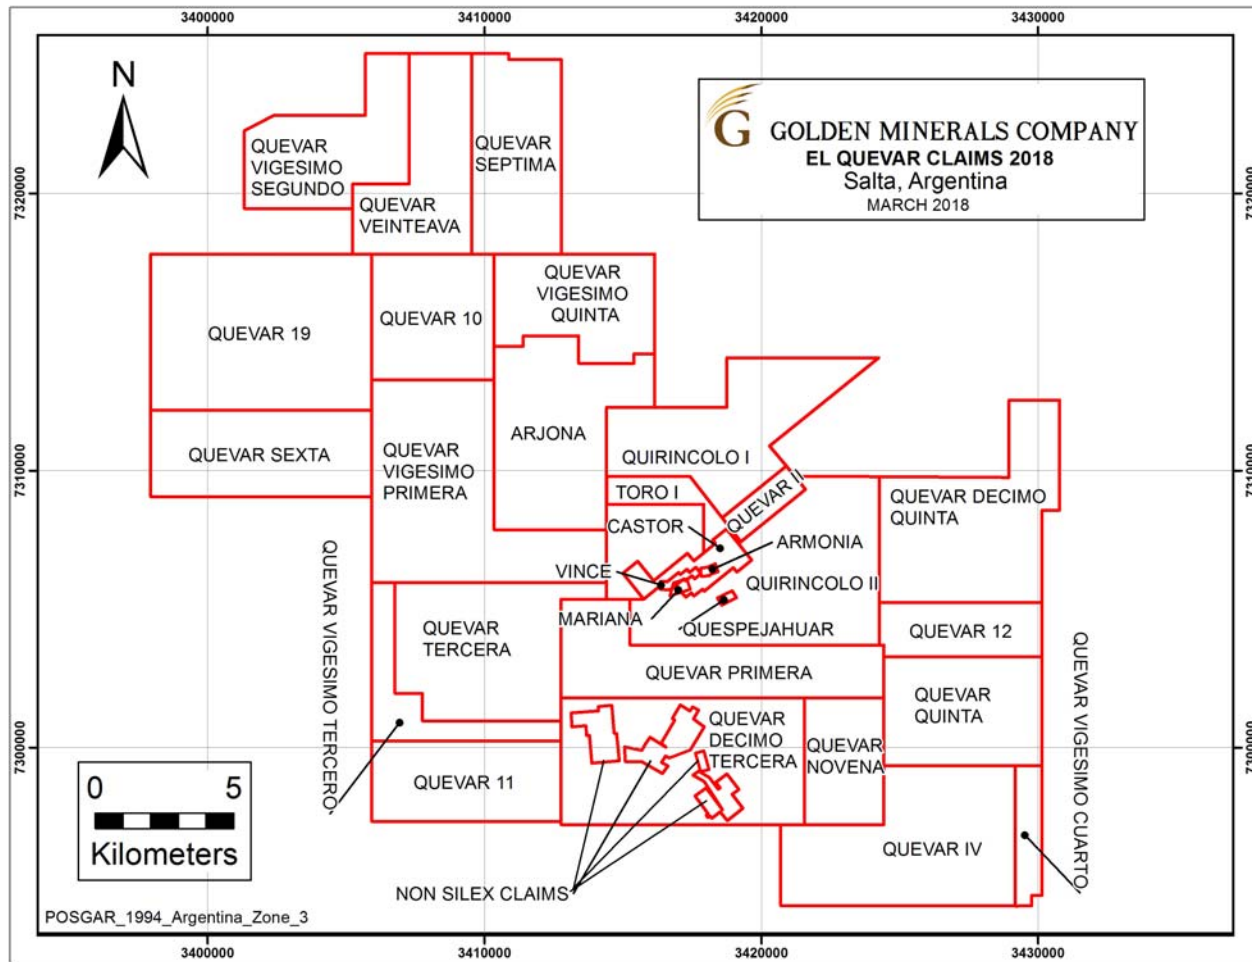 3400000
3410000
3420000
3430000
N
G
GOLDEN MINERALS COMPANY
EL QUEVAR CLAIMS 2018
Salta, Argentina
MARCH 2018
7320000
7320000
QUEVAR
VIGESIMO
SEGUNDO
QUEVAR
SEPTIMA
QUEVAR
VEINTEAVA
QUEVAR
VIGESIMO
QUINTA
QUEVAR 19
QUEVAR 10
ARJONA
QUEVAR SEXTA
QUEVAR
VIGESIMO
PRIMERA
QUIRINCOLO I
7310000
7310000
TORO I
QUEVAR II
QUEVAR DECIMO
QUINTA
CASTOR
ARMONIA
VINCE
QUIRINCOLO II
MARIANA
QUESPEJAHUAR
QUEVAR
TERCERA
QUEVAR 12
QUEVAR PRIMERA
QUEVAR VIGESIMO TERCERO
QUEVAR VIGESIMO CUARTO
QUEVAR
QUINTA
QUEVAR
DECIMO
TERCERA
QUEVAR
NOVENA
7300000
7300000
QUEVAR 11
QUEVAR IV
0 5
Kilometers
NON SILEX CLAIMS
POSGAR_1994_Argentina_Zone_3
3400000
3410000
3420000
3430000